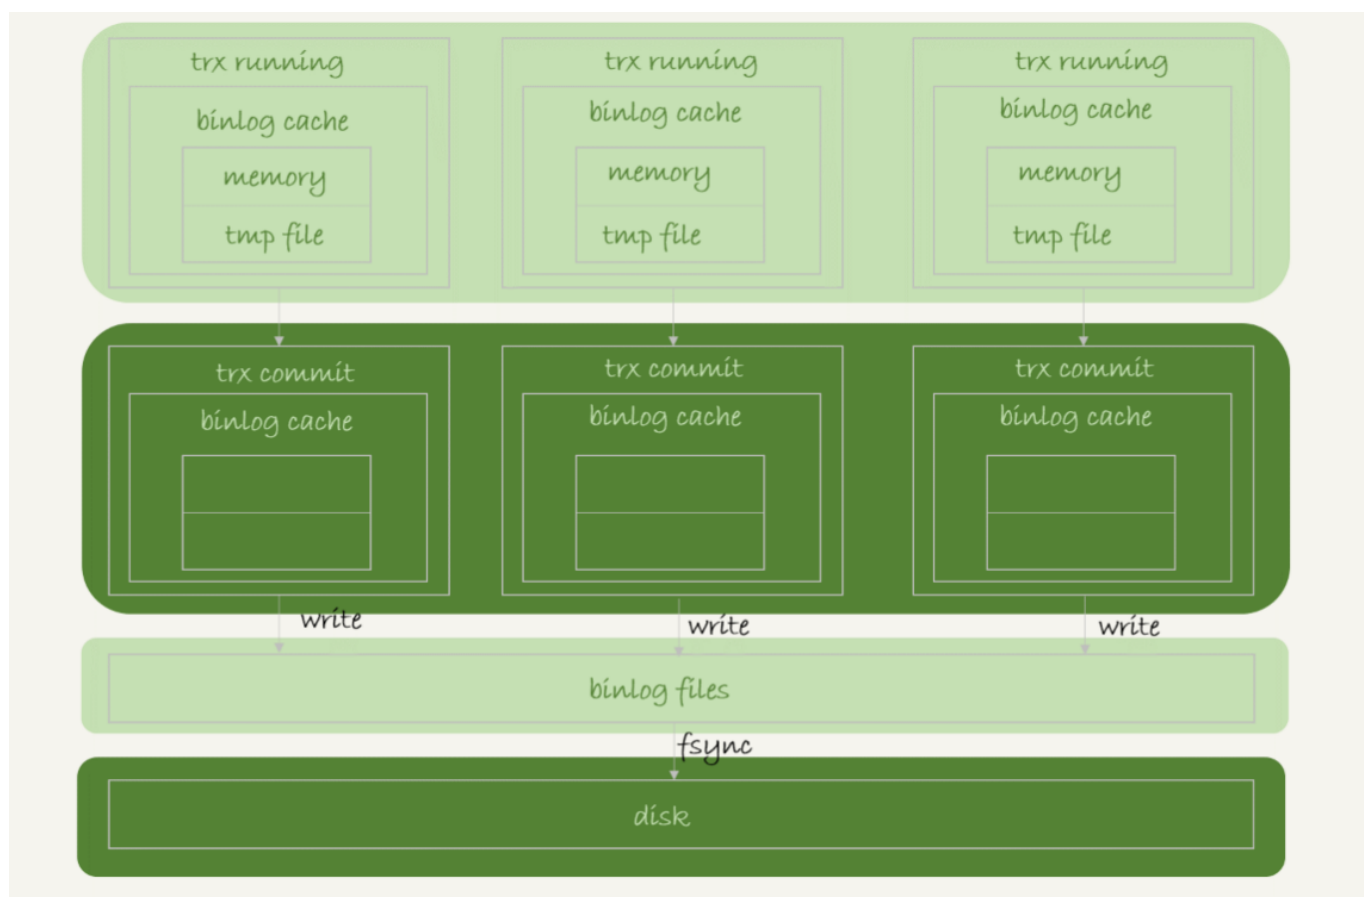 trx running
trx running
trx running
binlog cache
binlog cache
binlog cache
memory
memory
memory
tmp file
tmp file
tmp file
trx commit
trx commit
trx commit
binlog cache
binlog cache
binlog cache
write
write
write
binlog files
fsync
disk